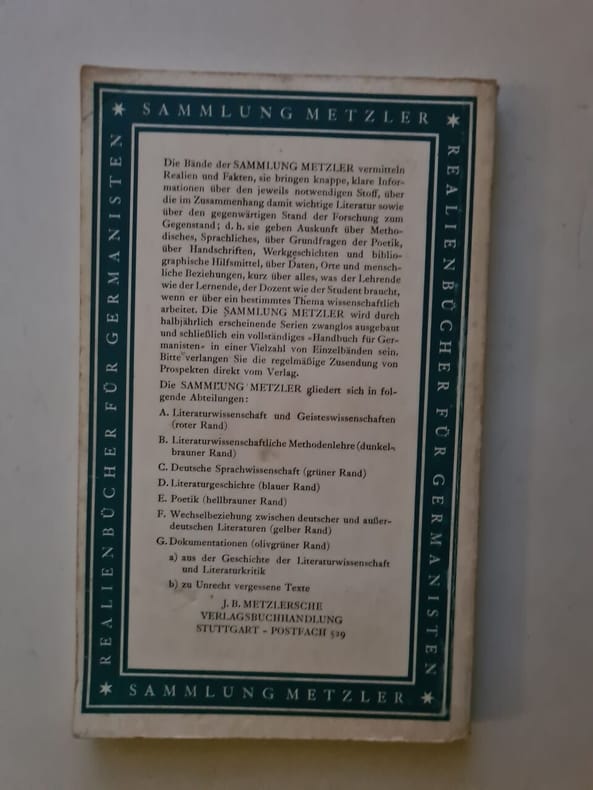 SAMMLUNG METZLER
REALIENBÜCHER FÜR GERMANISTEN
Die Bände der SAMMLUNG METZLER vermitteln
Realien und Fakten, sie bringen knappe, klare Infor-
mationen über den jeweils notwendigen Stoff, über
die im Zusammenhang damit wichtige Literatur sowie
über den gegenwärtigen Stand der Forschung zum
Gegenstand; d. h. sie geben Auskunft über Metho-
disches, Sprachliches, über Grundfragen der Poetik,
über Handschriften, Werkgeschichten und biblio-
graphische Hilfsmittel, über Daten, Orte und mensch-
liche Beziehungen, kurz über alles, was der Lehrende
wie der Lernende, der Dozent wie der Student braucht,
wenn er über ein bestimmtes Thema wissenschaftlich
arbeitet. Die SAMMLUNG METZLER wird durch
halbjährlich erscheinende Serien zwanglos ausgebaut
und schließlich ein vollständiges »Handbuch für Ger-
manisten« in einer Vielzahl von Einzelbänden sein.
Bitte verlangen Sie die regelmäßige Zusendung von
Prospekten direkt vom Verlag.
Die SAMMLUNG METZLER gliedert sich in fol-
gende Abteilungen:
A. Literaturwissenschaft und Geisteswissenschaften
(roter Rand)
B. Literaturwissenschaftliche Methodenlehre (dunkel-
brauner Rand)
C. Deutsche Sprachwissenschaft (grüner Rand)
D. Literaturgeschichte (blauer Rand)
E. Poetik (hellbrauner Rand)
F. Wechselbeziehung zwischen deutscher und außer-
deutschen Literaturen (gelber Rand)
G. Dokumentationen (olivgrüner Rand)
a) aus der Geschichte der Literaturwissenschaft
und Literaturkritik
b) zu Unrecht vergessene Texte
J. B. METZLERSCHE
VERLAGSBUCHHANDLUNG
STUTTGART – POSTFACH 529
REALIENBÜCHER FÜR GERMANISTEN
SAMMLUNG METZLER